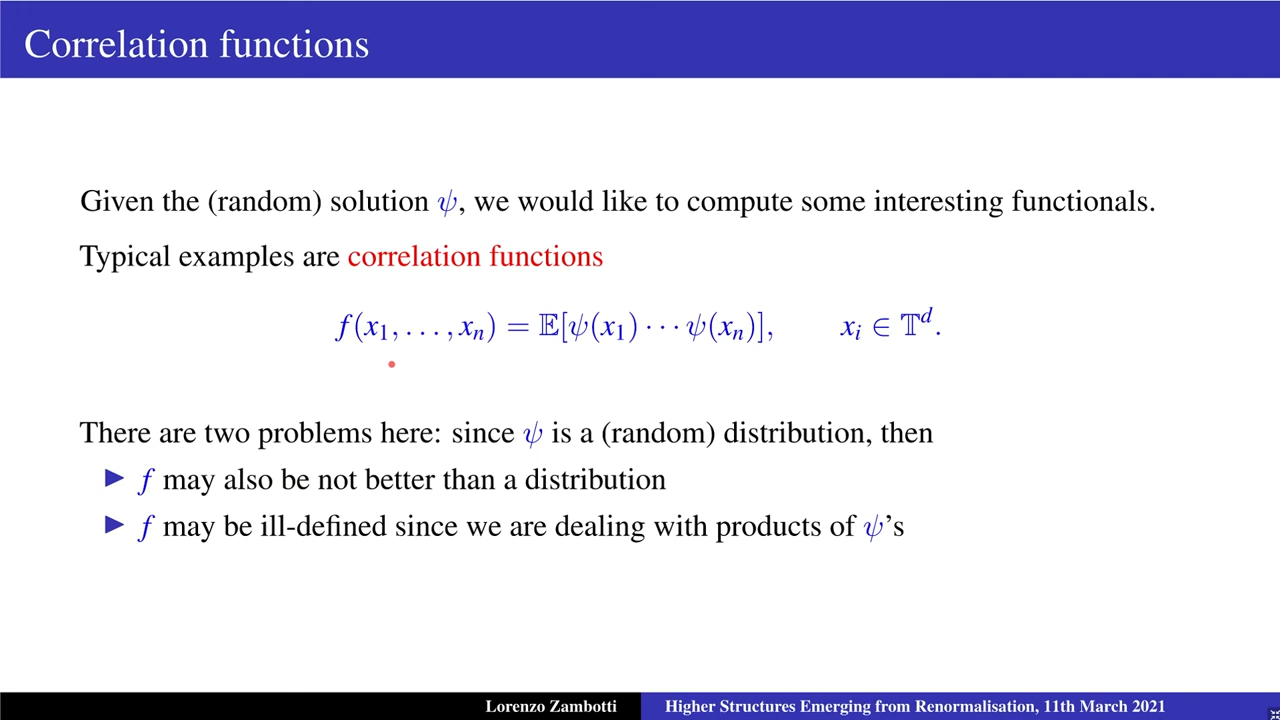 Correlation functions
Given the (random) solution ψ, we would like to compute some interesting functionals.
Typical examples are correlation functions
f(x₁, . . . , xₙ) = 𝔼[ψ(x₁) · · · ψ(xₙ)],    xᵢ ∈ 𝕋ᵈ.
There are two problems here: since ψ is a (random) distribution, then
▶ f may also be not better than a distribution
▶ f may be ill-defined since we are dealing with products of ψ’s
Lorenzo Zambotti    Higher Structures Emerging from Renormalisation, 11th March 2021